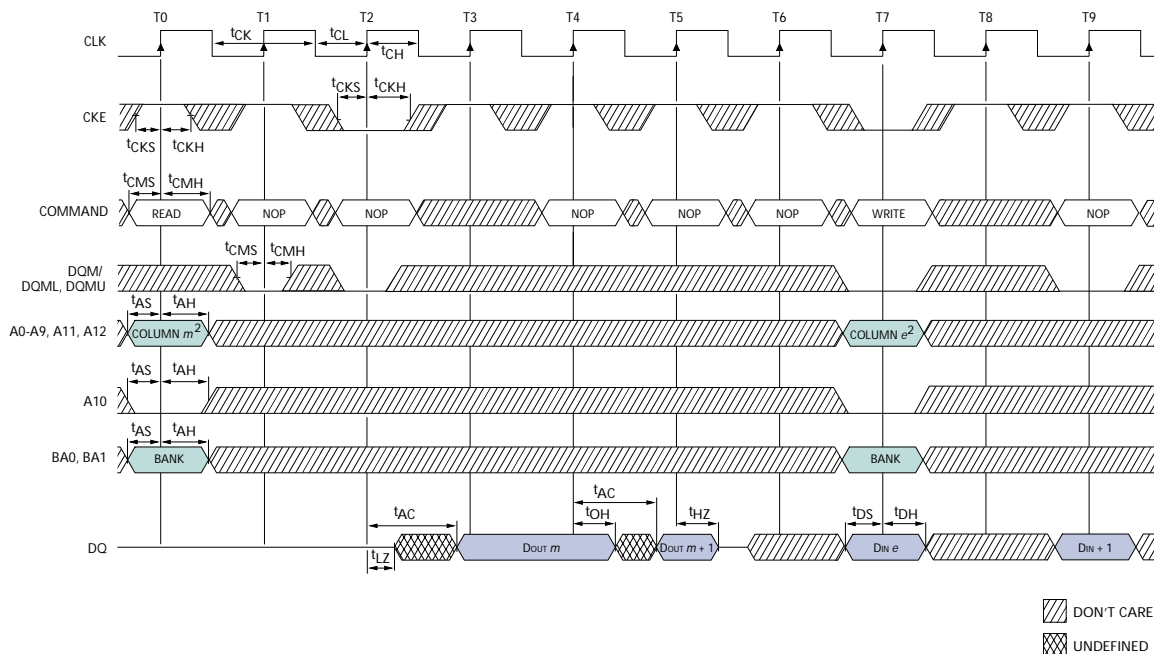 T0 T1 T2 T3 T4 T5 T6 T7 T8 T9
CLK
tCK tCL
tCH
tCKS tCKH
CKE
tCKS tCKH
tCMS tCMH
COMMAND READ NOP NOP NOP NOP NOP WRITE NOP
tCMS tCMH
DQM/
DQML, DQMU
tAS tAH
A0-A9, A11, A12 COLUMN m2 COLUMN e2
tAS tAH
A10
tAS tAH
BA0, BA1 BANK BANK
tAC tAC
tOH tHZ tDS tDH
DQ DOUT m DOUT m + 1 DIN e DIN + 1
tLZ
DON'T CARE
UNDEFINED